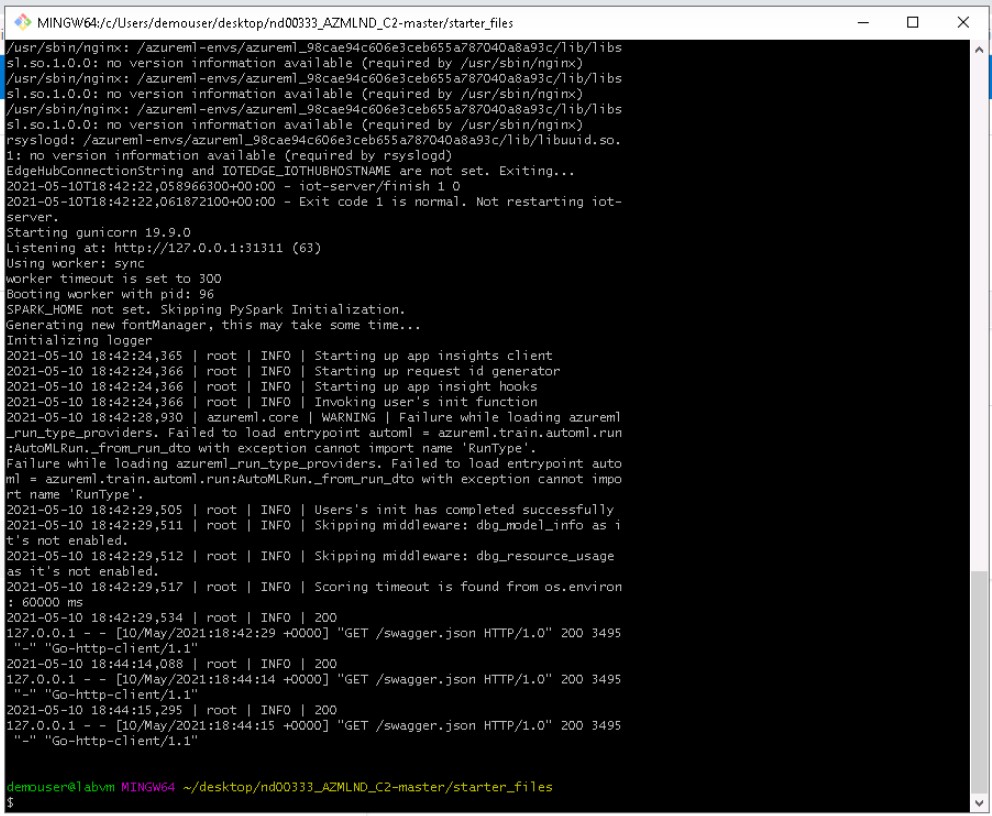 MINGW64:/c/Users/demouser/desktop/nd00333_AZMLND_C2-master/starter_files
/usr/sbin/nginx: /azureml-envs/azureml_98cae94c606e3ceb655a787040a8a93c/lib/libs
sl.so.1.0.0: no version information available (required by /usr/sbin/nginx)
/usr/sbin/nginx: /azureml-envs/azureml_98cae94c606e3ceb655a787040a8a93c/lib/libs
sl.so.1.0.0: no version information available (required by /usr/sbin/nginx)
/usr/sbin/nginx: /azureml-envs/azureml_98cae94c606e3ceb655a787040a8a93c/lib/libs
sl.so.1.0.0: no version information available (required by /usr/sbin/nginx)
rsyslogd: /azureml-envs/azureml_98cae94c606e3ceb655a787040a8a93c/lib/libuuid.so.
1: no version information available (required by rsyslogd)
EdgeHubConnectionString and IOTEDGE_IOTHUBHOSTNAME are not set. Exiting...
2021-05-10T18:42:22,058966300+00:00 - iot-server/finish 1 0
2021-05-10T18:42:22,061872100+00:00 - Exit code 1 is normal. Not restarting iot-
server.
Starting gunicorn 19.9.0
Listening at: http://127.0.0.1:31311 (63)
Using worker: sync
worker timeout is set to 300
Booting worker with pid: 96
SPARK_HOME not set. Skipping PySpark Initialization.
Generating new fontManager, this may take some time...
Initializing logger
2021-05-10 18:42:24,365 | root | INFO | Starting up app insights client
2021-05-10 18:42:24,366 | root | INFO | Starting up request id generator
2021-05-10 18:42:24,366 | root | INFO | Starting up app insight hooks
2021-05-10 18:42:24,366 | root | INFO | Invoking user's init function
2021-05-10 18:42:28,930 | azureml.core | WARNING | Failure while loading azureml
_run_type_providers. Failed to load entrypoint automl = azureml.train.automl.run
:AutoMLRun._from_run_dto with exception cannot import name 'RunType'.
Failure while loading azureml_run_type_providers. Failed to load entrypoint auto
ml = azureml.train.automl.run:AutoMLRun._from_run_dto with exception cannot impo
rt name 'RunType'.
2021-05-10 18:42:29,505 | root | INFO | Users's init has completed successfully
2021-05-10 18:42:29,511 | root | INFO | Skipping middleware: dbg_model_info as i
t's not enabled.
2021-05-10 18:42:29,512 | root | INFO | Skipping middleware: dbg_resource_usage
as it's not enabled.
2021-05-10 18:42:29,517 | root | INFO | Scoring timeout is found from os.environ
: 60000 ms
2021-05-10 18:42:29,534 | root | INFO | 200
127.0.0.1 - - [10/May/2021:18:42:29 +0000] "GET /swagger.json HTTP/1.0" 200 3495
"-" "Go-http-client/1.1"
2021-05-10 18:44:14,088 | root | INFO | 200
127.0.0.1 - - [10/May/2021:18:44:14 +0000] "GET /swagger.json HTTP/1.0" 200 3495
"-" "Go-http-client/1.1"
2021-05-10 18:44:15,295 | root | INFO | 200
127.0.0.1 - - [10/May/2021:18:44:15 +0000] "GET /swagger.json HTTP/1.0" 200 3495
"-" "Go-http-client/1.1"
demouser@labvm MINGW64 ~/desktop/nd00333_AZMLND_C2-master/starter_files
$